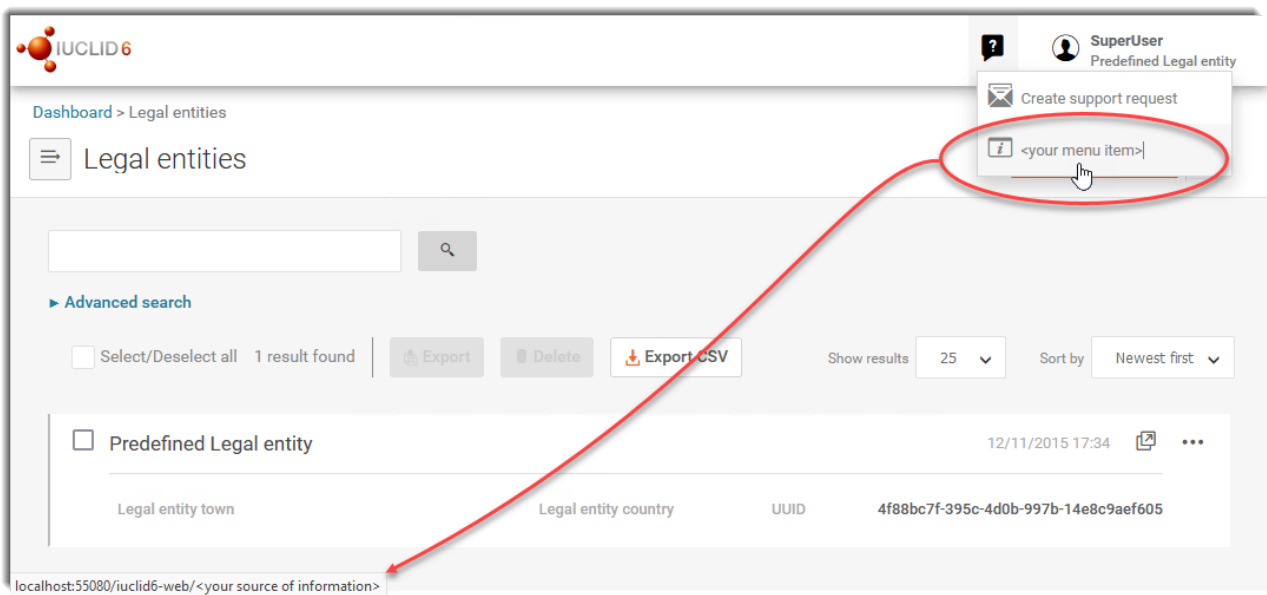 IUCLID 6
SuperUser
Predefined Legal entity
Create support request
<your menu item>
Dashboard > Legal entities
Legal entities
Advanced search
Select/Deselect all 1 result found Export Delete Export CSV Show results 25 Sort by Newest first
Predefined Legal entity 12/11/2015 17:34
Legal entity town Legal entity country UUID 4f88bc7f-395c-4d0b-997b-14e8c9aef605
localhost:55080/iuclid6-web/<your source of information>